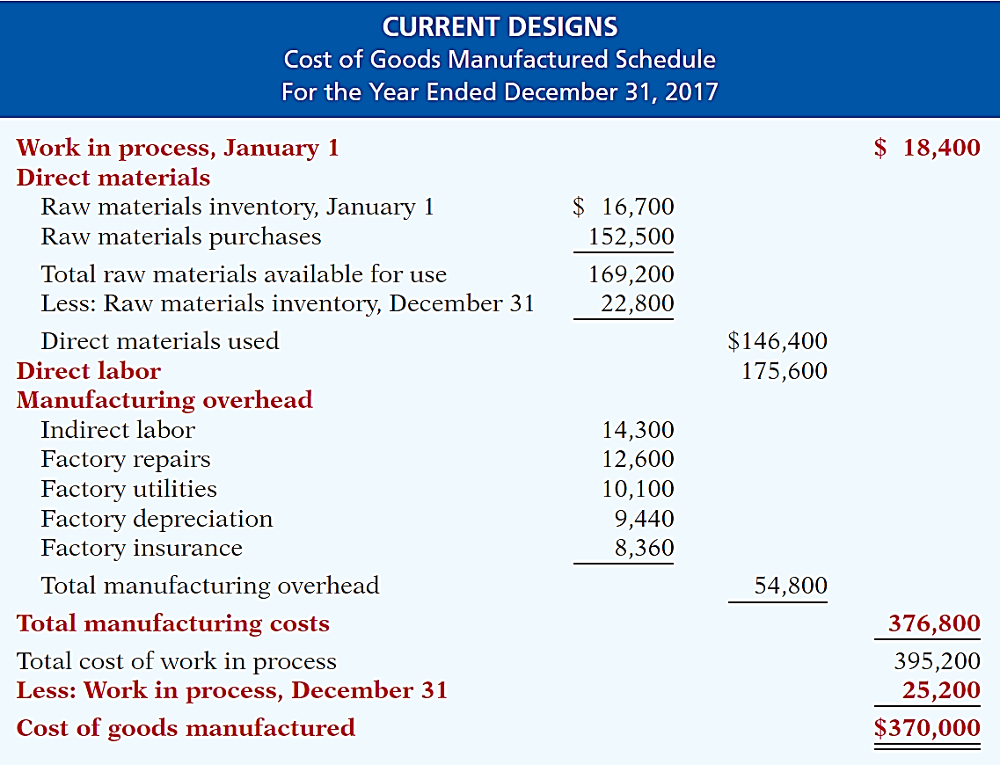 CURRENT DESIGNS
Cost of Goods Manufactured Schedule
For the Year Ended December 31, 2017
Work in process, January 1 $ 18,400
Direct materials
Raw materials inventory, January 1 $ 16,700
Raw materials purchases 152,500
Total raw materials available for use 169,200
Less: Raw materials inventory, December 31 22,800
Direct materials used $146,400
Direct labor 175,600
Manufacturing overhead
Indirect labor 14,300
Factory repairs 12,600
Factory utilities 10,100
Factory depreciation 9,440
Factory insurance 8,360
Total manufacturing overhead 54,800
Total manufacturing costs 376,800
Total cost of work in process 395,200
Less: Work in process, December 31 25,200
Cost of goods manufactured $370,000